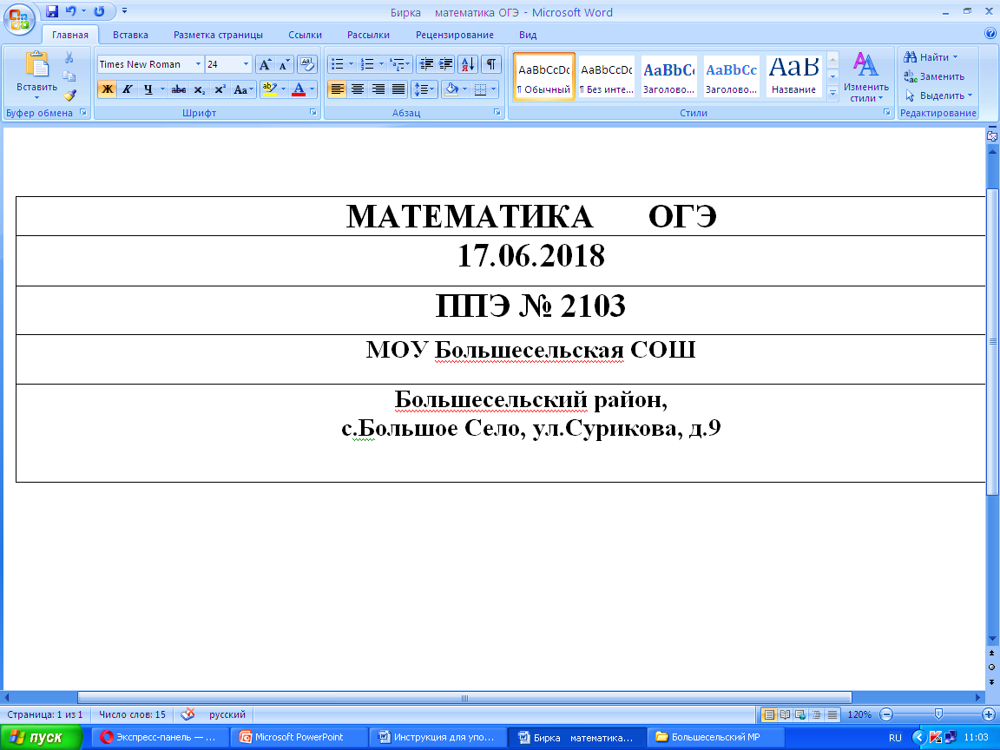 Бирка математика ОГЭ - Microsoft Word
Главная Вставка Разметка страницы Ссылки Рассылки Рецензирование Вид
Вставить
Буфер обмена
Times New Roman 24
Ж К Ч abc x₂ x² Aa
Шрифт
Абзац
AaBbCcDc AaBbCcDc AaBbC AaBbCc АаВ
¶ Обычный ¶ Без инте... Заголово... Заголово... Название
Изменить стили
Стили
Найти
Заменить
Выделить
Редактирование
МАТЕМАТИКА ОГЭ
17.06.2018
ППЭ № 2103
МОУ Большесельская СОШ
Большесельский район,
с.Большое Село, ул.Сурикова, д.9
Страница: 1 из 1 Число слов: 15 русский 120%
пуск Экспресс-панель — ... Microsoft PowerPoint Инструкция для упо... Бирка математика... Большесельский МР RU 11:03